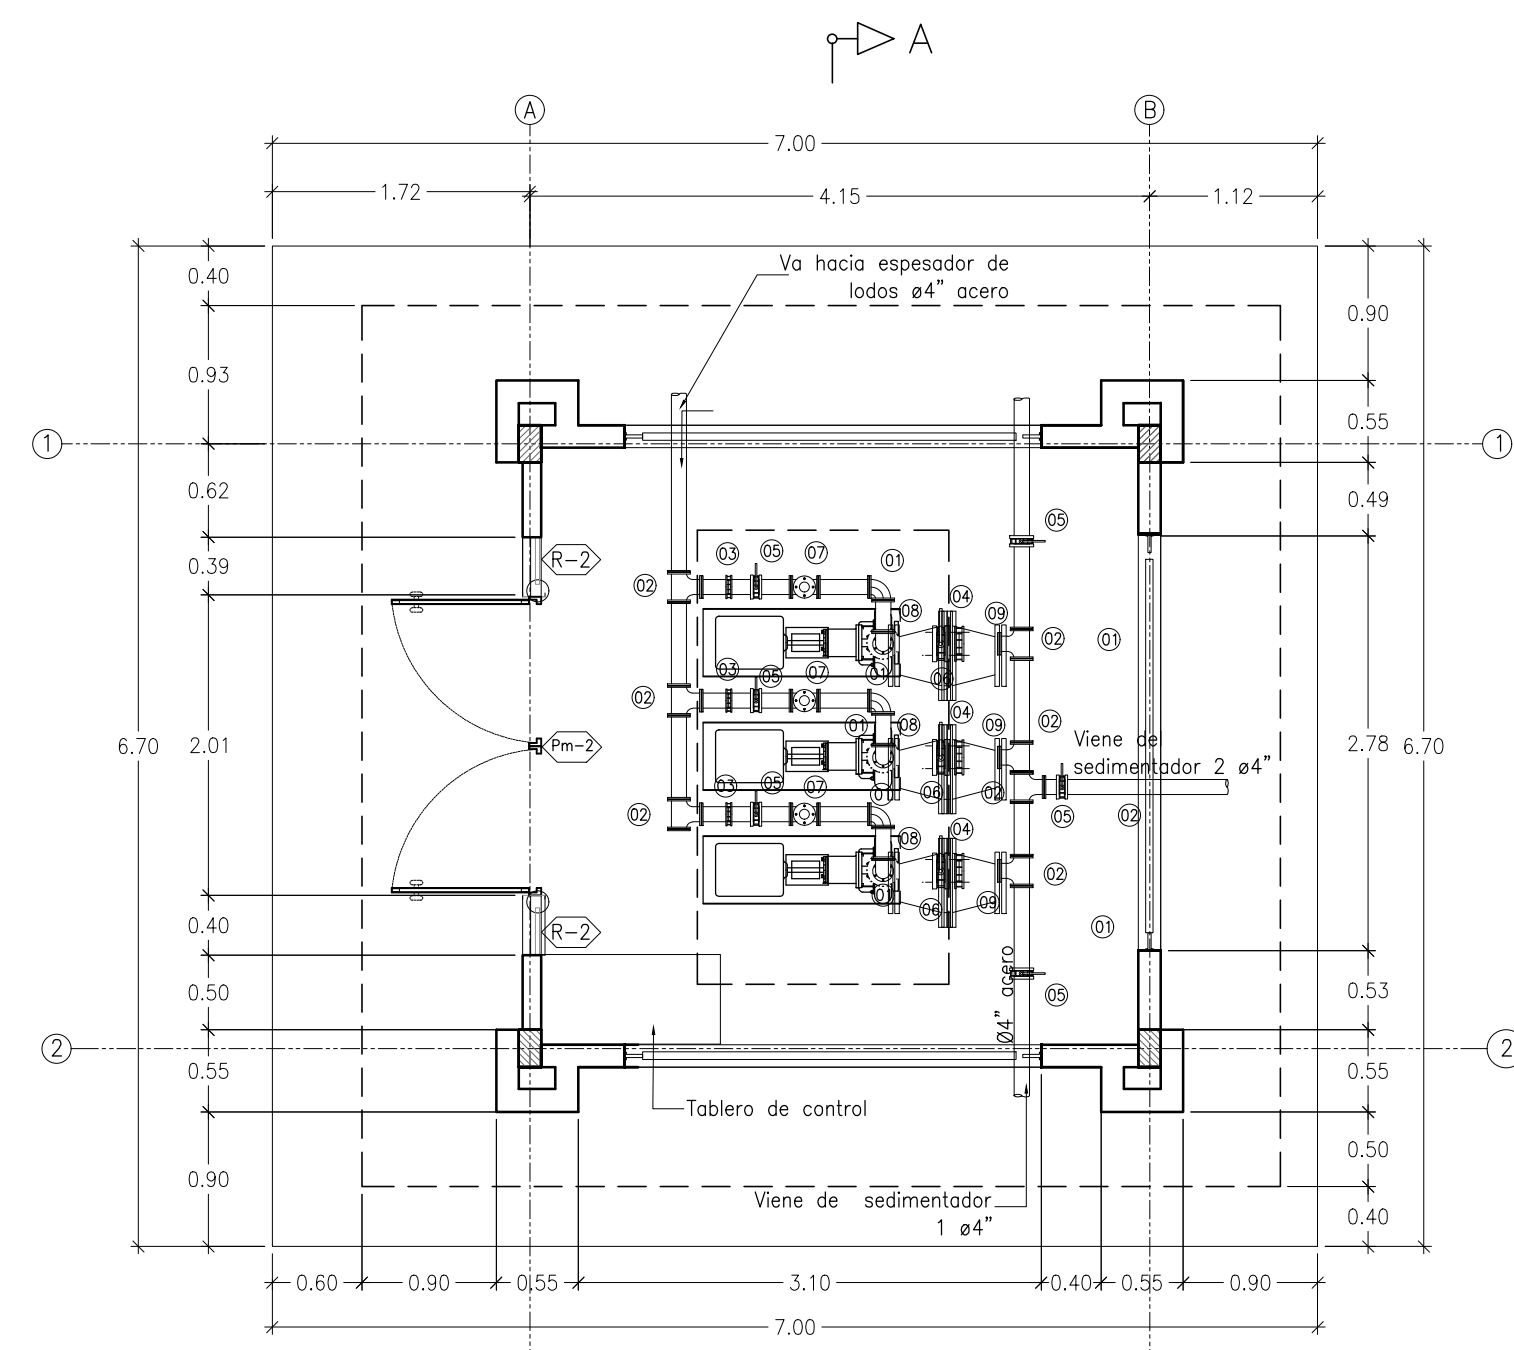 A
A B
7.00
1.72 4.15 1.12
0.40
Va hacia espesador de
lodos ø4" acero
0.90
0.93
0.55
1 1
0.62 0.49
05
03 05 07 01
R-2
0.39
02
04
08 09
02 01
03 05 07 01 06
02
04
01 08 09 02
Viene de
6.70 2.01 Pm-2 2.78 6.70
sedimentador 2 ø4"
03 05 07 01 06 02
02 05 02
04
08
02
01 06 09
0.40 R-2 01
0.50 0.53
05
Ø4" acero
2 2
0.55 0.55
Tablero de control
0.50
0.90
Viene de sedimentador
1 ø4"
0.40
0.60 0.90 0.55 3.10 0.40 0.55 0.90
7.00